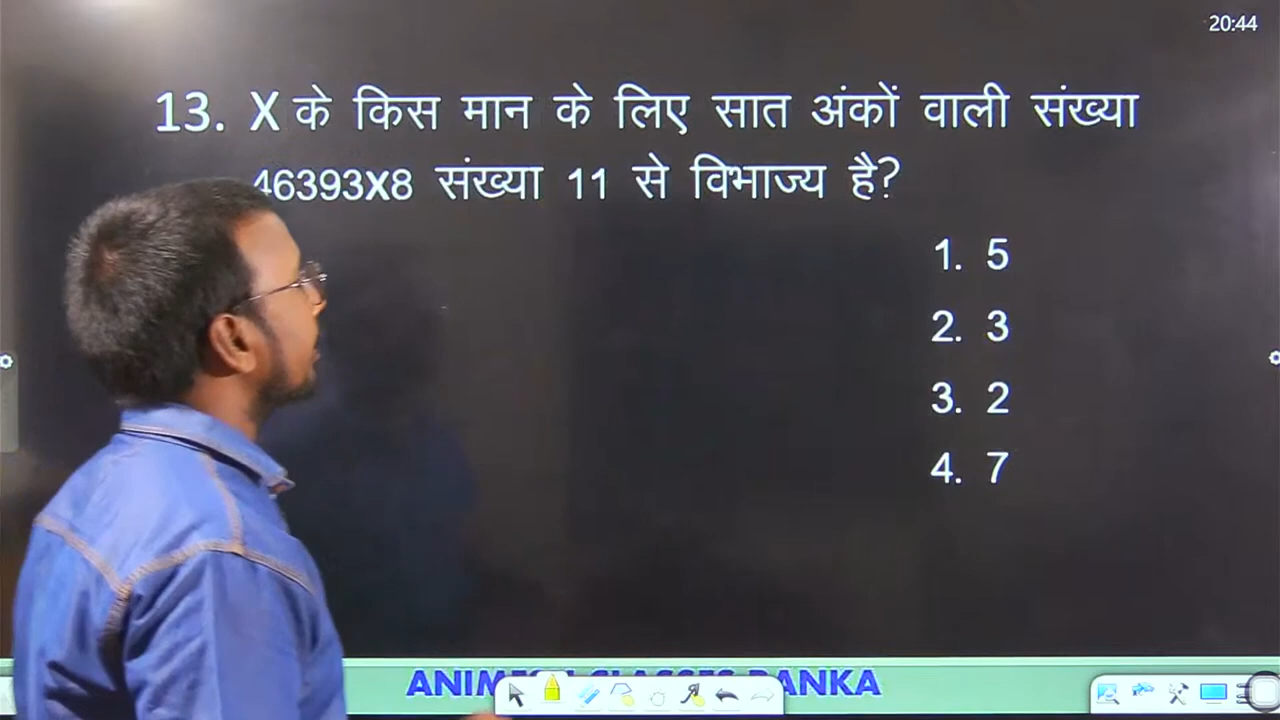 20:44
13. X के किस मान के लिए सात अंकों वाली संख्या
46393X8 संख्या 11 से विभाज्य है?
1. 5
2. 3
3. 2
4. 7